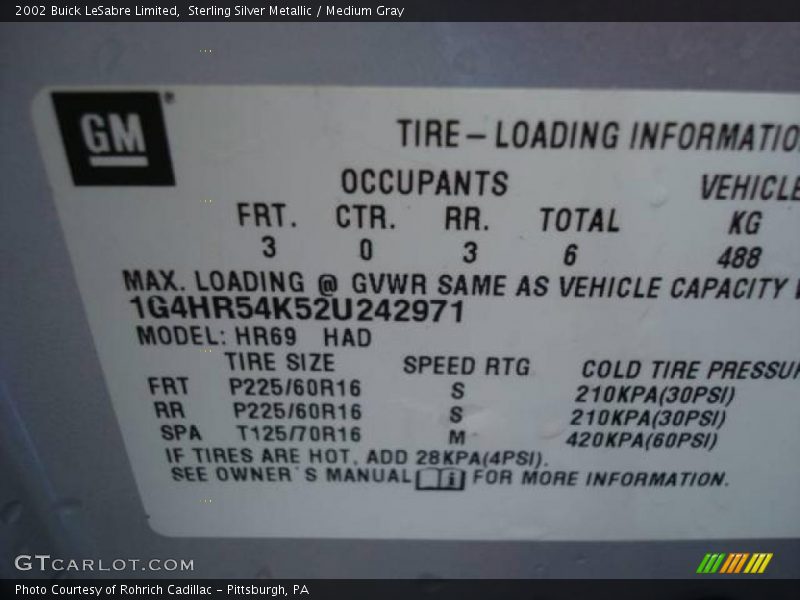 2002 Buick LeSabre Limited, Sterling Silver Metallic / Medium Gray
GM®
TIRE – LOADING INFORMATIO
OCCUPANTS VEHICLE
FRT. CTR. RR. TOTAL KG
3 0 3 6 488
MAX. LOADING @ GVWR SAME AS VEHICLE CAPACITY
1G4HR54K52U242971
MODEL: HR69 HAD
TIRE SIZE SPEED RTG COLD TIRE PRESSUR
FRT P225/60R16 S 210KPA(30PSI)
RR P225/60R16 S 210KPA(30PSI)
SPA T125/70R16 M 420KPA(60PSI)
IF TIRES ARE HOT, ADD 28KPA(4PSI).
SEE OWNER'S MANUAL i FOR MORE INFORMATION.
GTCARLOT.COM
Photo Courtesy of Rohrich Cadillac – Pittsburgh, PA